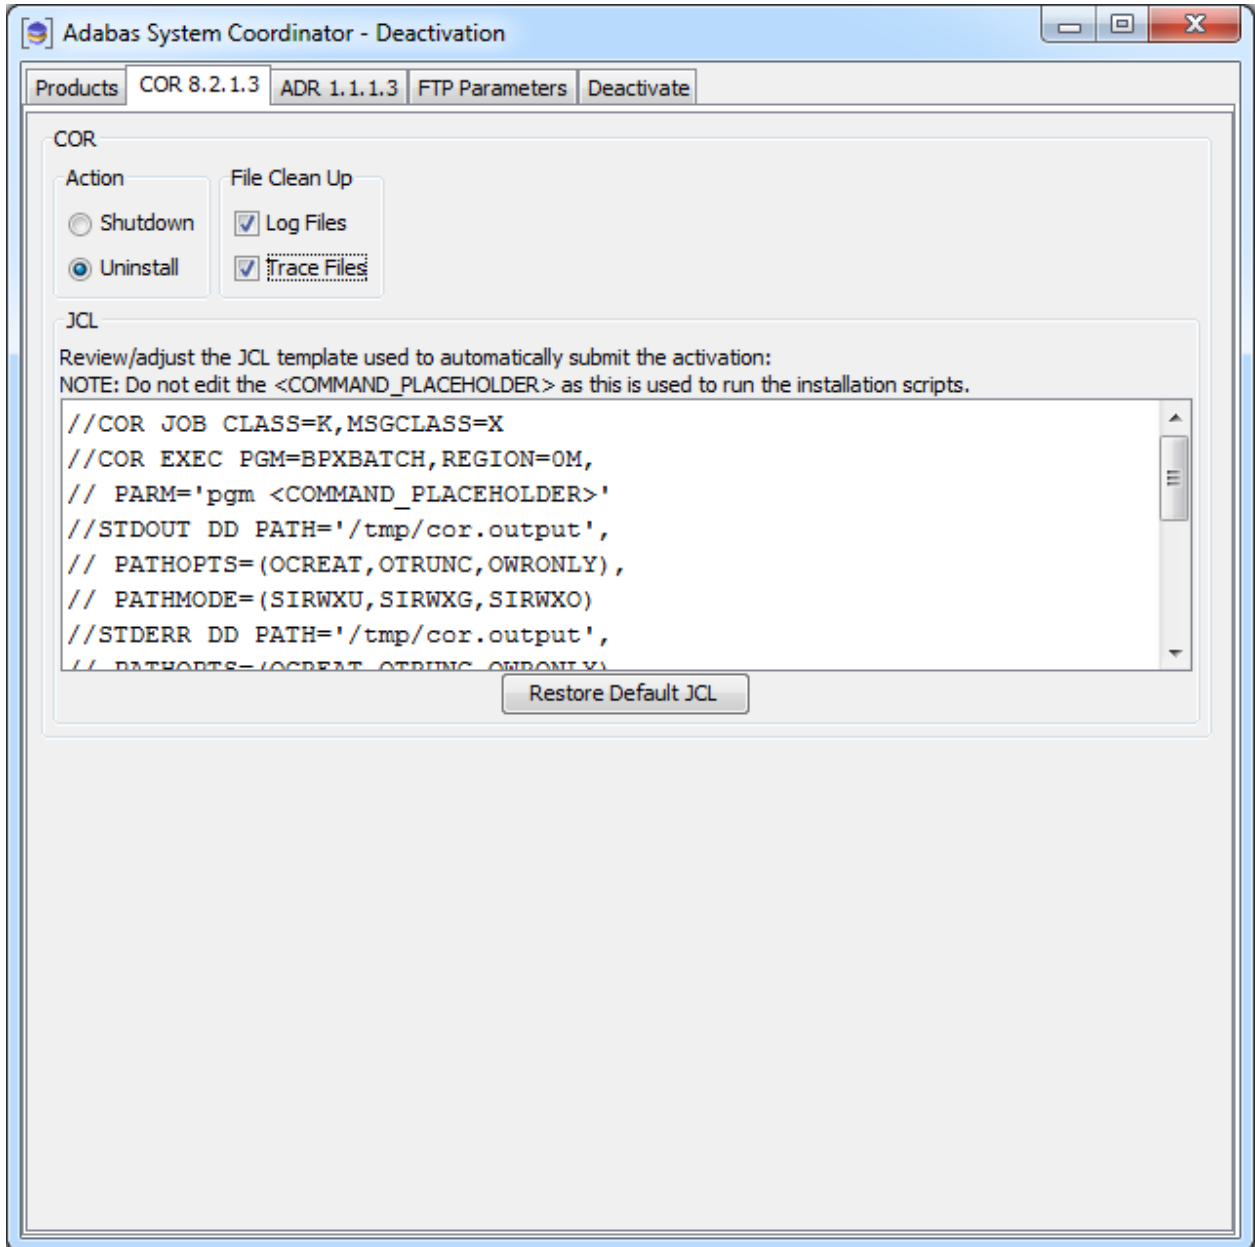 Adabas System Coordinator - Deactivation
Products COR 8.2.1.3 ADR 1.1.1.3 FTP Parameters Deactivate
COR
Action File Clean Up
Shutdown Log Files
Uninstall Trace Files
JCL
Review/adjust the JCL template used to automatically submit the activation:
NOTE: Do not edit the <COMMAND_PLACEHOLDER> as this is used to run the installation scripts.
//COR JOB CLASS=K,MSGCLASS=X
//COR EXEC PGM=BPXBATCH,REGION=0M,
// PARM='pgm <COMMAND_PLACEHOLDER>'
//STDOUT DD PATH='/tmp/cor.output',
// PATHOPTS=(OCREAT,OTRUNC,OWRONLY),
// PATHMODE=(SIRWXU,SIRWXG,SIRWXO)
//STDERR DD PATH='/tmp/cor.output',
// PATHOPTS=(OCREAT,OTRUNC,OWRONLY)
Restore Default JCL